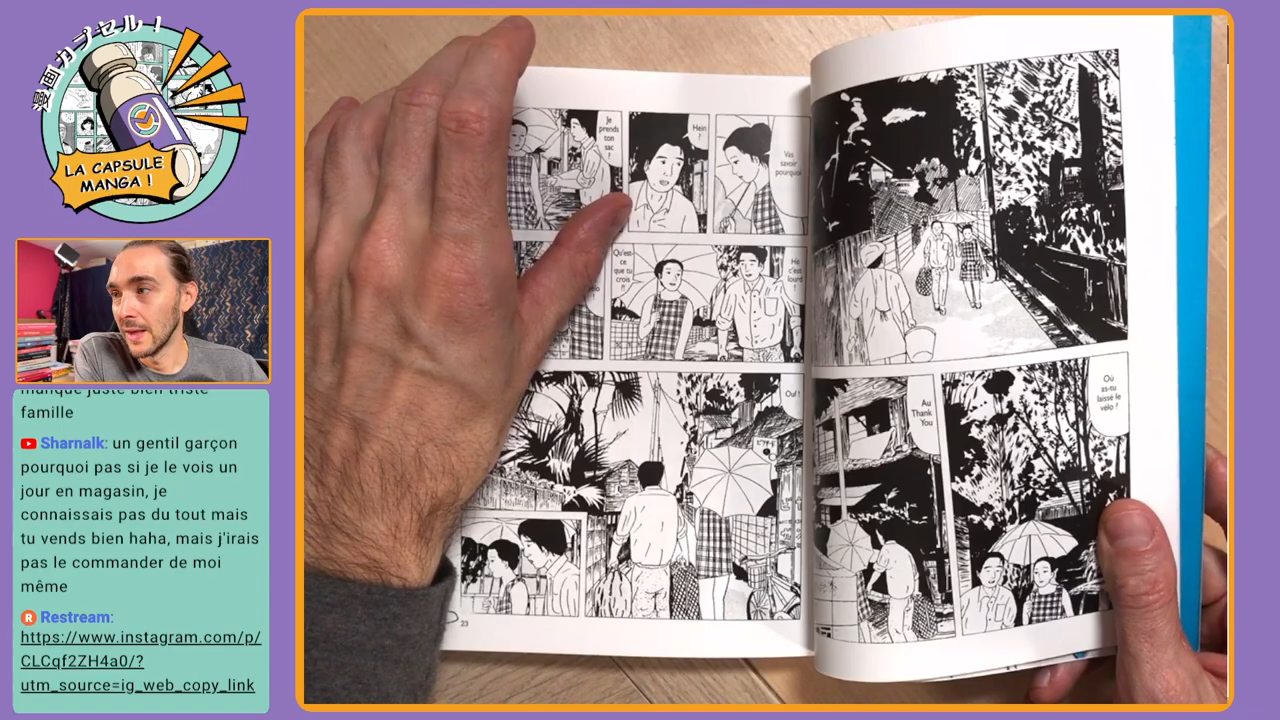 漫画カプセル!
LA CAPSULE
MANGA !
manque juste bien triste
famille
Sharnalk: un gentil garçon
pourquoi pas si je le vois un
jour en magasin, je
connaissais pas du tout mais
tu vends bien haha, mais j'irais
pas le commander de moi
même
Restream:
https://www.instagram.com/p/
CLCqf2ZH4a0/?
utm_source=ig_web_copy_link
Je
prends
ton
sac
?
Hein
?
Vas
savoir
pourquoi
Qu'est-
ce
que tu
crois
?!
Hé
c'est
lourd
Ouf !
23
Au
Thank
You
Où
as-tu
laissé le
vélo ?